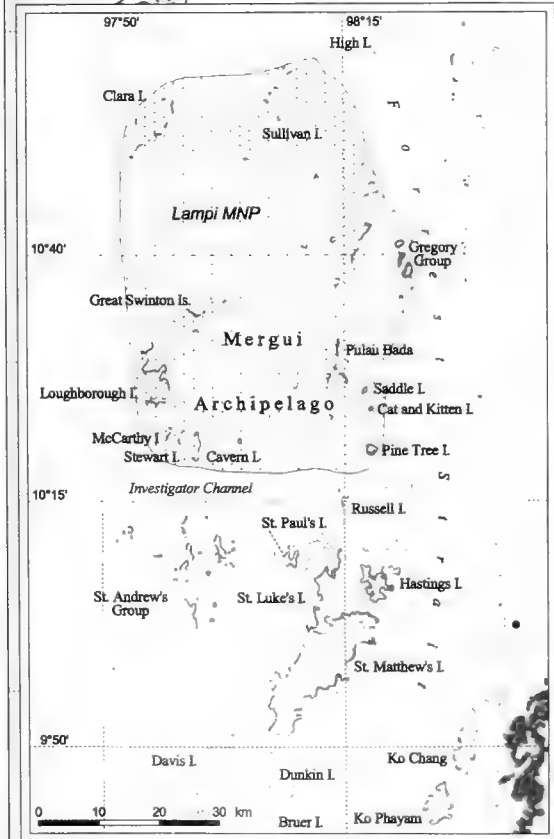 97°50' 98°15'
High I.
Clara I.
Sullivan I.
Lampi MNP
10°40'
Gregory
Group
Great Swinton Is.
Mergui
Pulau Bada
Loughborough I.
Saddle I.
Archipelago
Cat and Kitten I.
McCarthy I
Stewart I. Cavern I.
Pine Tree I.
10°15'
Investigator Channel
Russell I.
St. Paul's I.
St. Andrew's
Group
St. Luke's I.
Hastings I.
St. Matthew's I.
9°50'
Davis I.
Dunkin I.
Ko Chang
0 10 20 30 km
Bruer I.
Ko Phayam